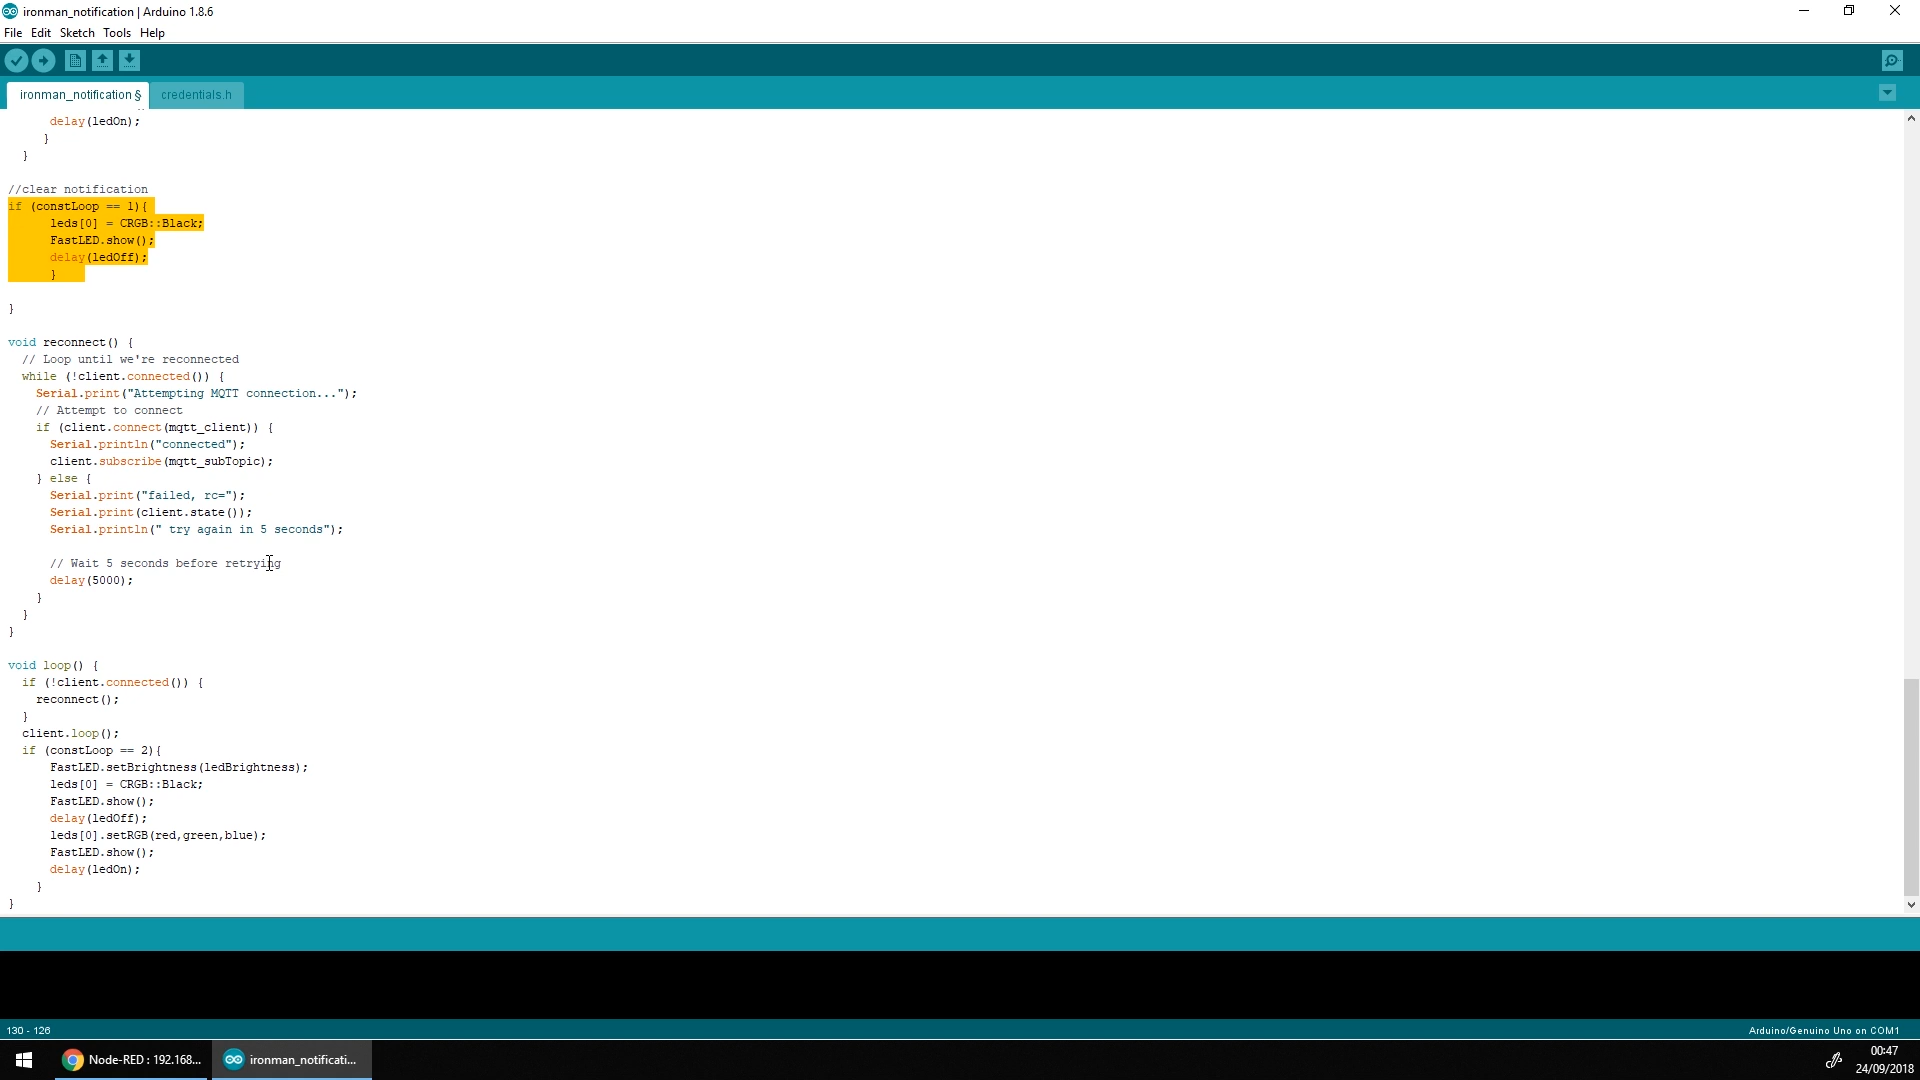 ironman_notification | Arduino 1.8.6
File Edit Sketch Tools Help
ironman_notification § credentials.h
delay(ledOn);
}
}
//clear notification
if (constLoop == 1){
leds[0] = CRGB::Black;
FastLED.show();
delay(ledOff);
}
}
void reconnect() {
// Loop until we're reconnected
while (!client.connected()) {
Serial.print("Attempting MQTT connection...");
// Attempt to connect
if (client.connect(mqtt_client)) {
Serial.println("connected");
client.subscribe(mqtt_subTopic);
} else {
Serial.print("failed, rc=");
Serial.print(client.state());
Serial.println(" try again in 5 seconds");
// Wait 5 seconds before retrying
delay(5000);
}
}
}
void loop() {
if (!client.connected()) {
reconnect();
}
client.loop();
if (constLoop == 2){
FastLED.setBrightness(ledBrightness);
leds[0] = CRGB::Black;
FastLED.show();
delay(ledOff);
leds[0].setRGB(red,green,blue);
FastLED.show();
delay(ledOn);
}
}
130 - 126
Arduino/Genuino Uno on COM1
Node-RED : 192.168... ironman_notificati...
00:47
24/09/2018